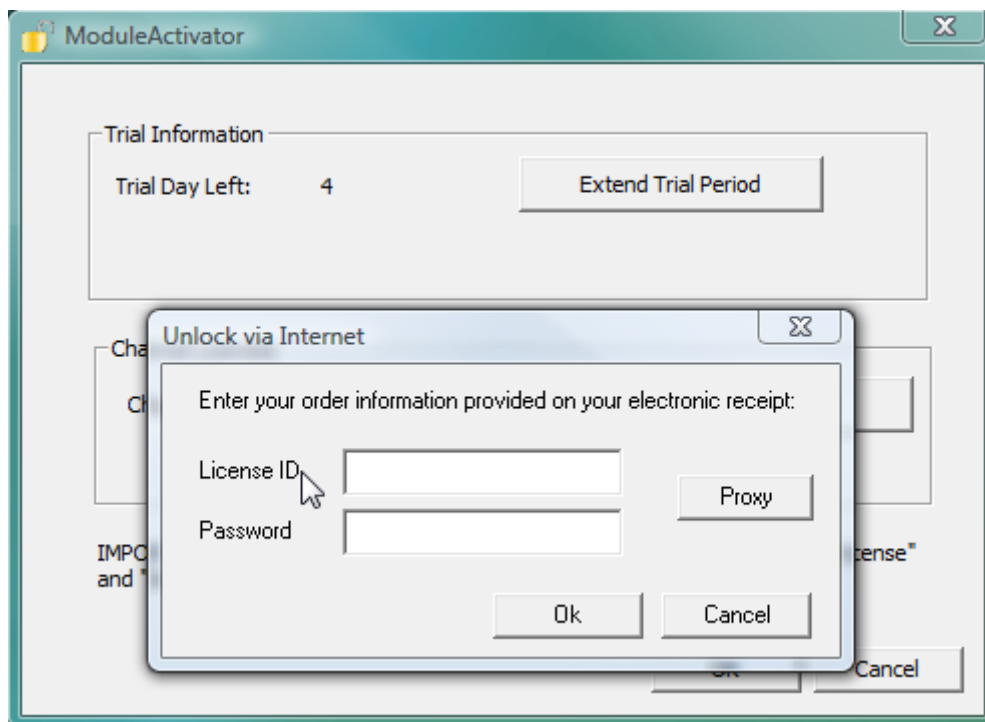 ModuleActivator
Trial Information
Trial Day Left: 4 Extend Trial Period
Unlock via Internet
Enter your order information provided on your electronic receipt:
License ID
Proxy
Password
and "
Ok Cancel
Cancel